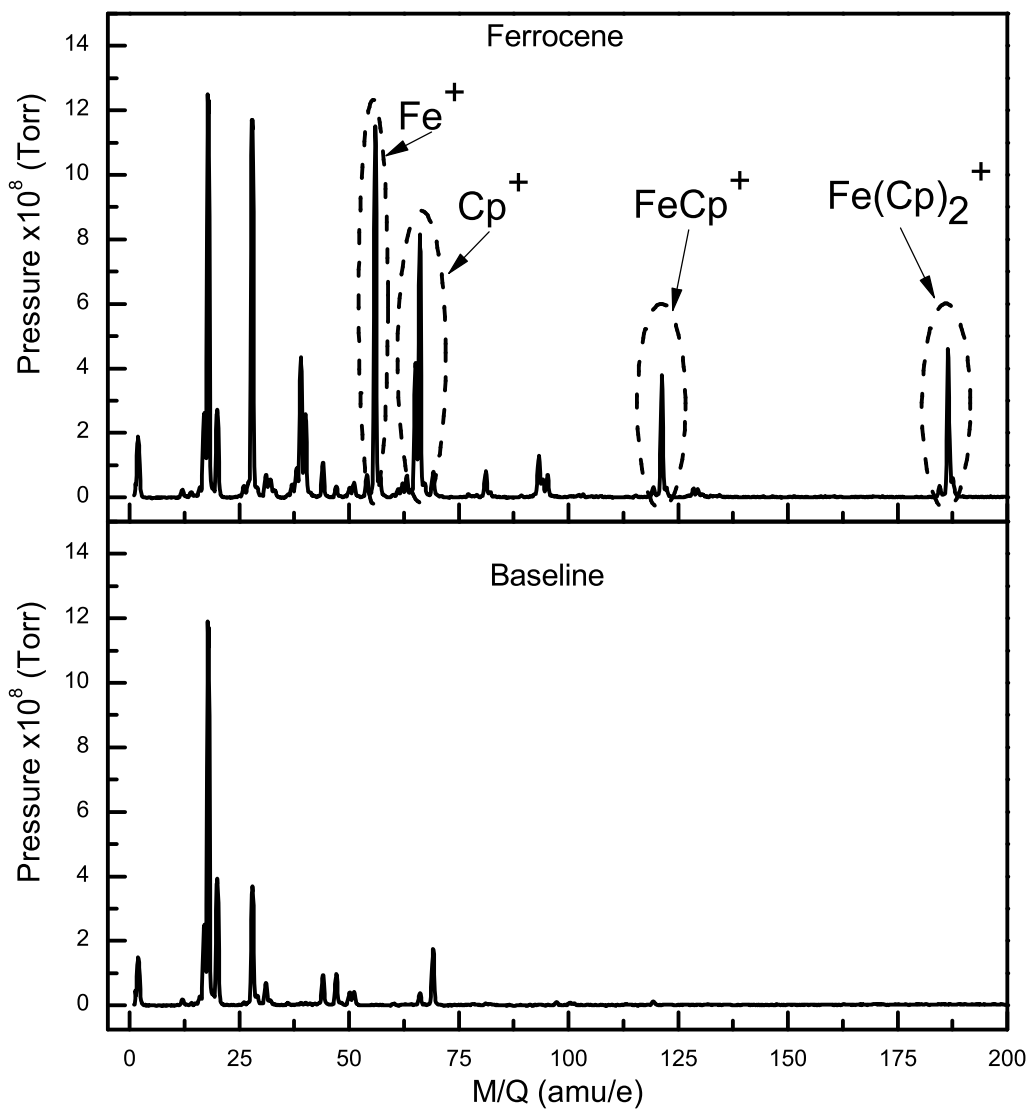 Ferrocene
Fe+
Cp+
FeCp+
Fe(Cp)2+
Pressure x10^8 (Torr)
14
12
10
8
6
4
2
0
Baseline
Pressure x10^8 (Torr)
14
12
10
8
6
4
2
0
0 25 50 75 100 125 150 175 200
M/Q (amu/e)